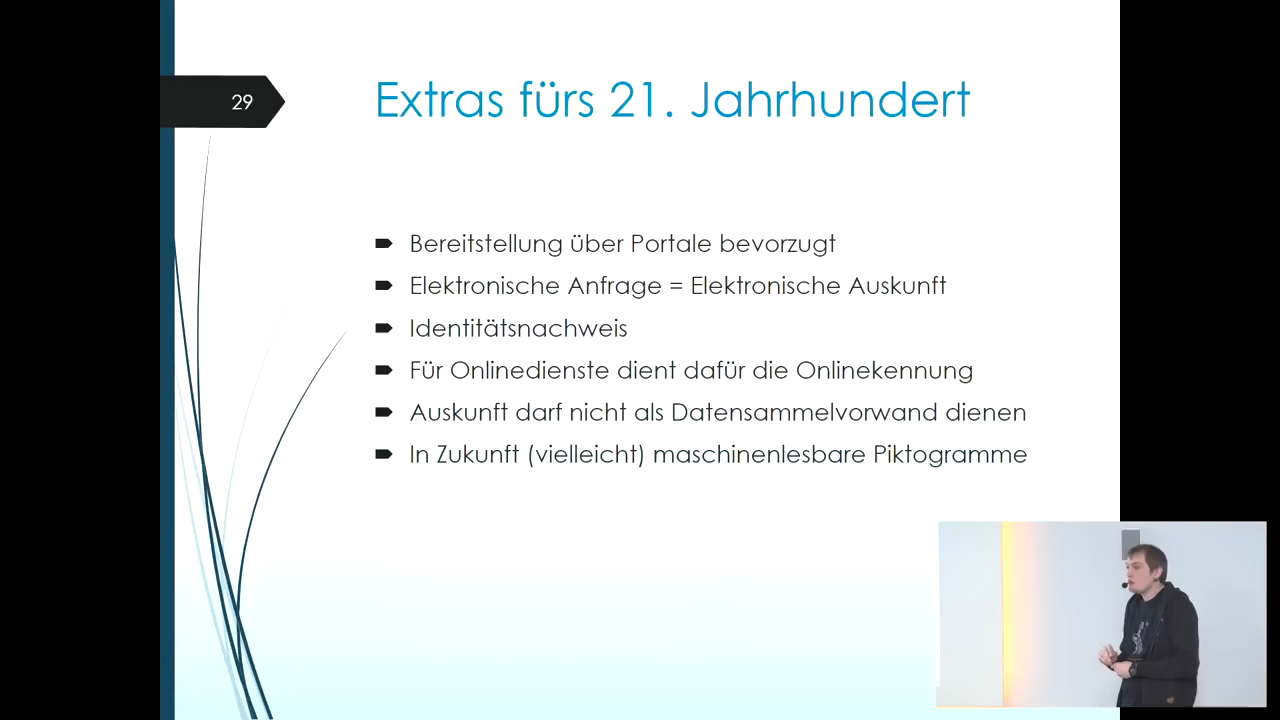 29
Extras fürs 21. Jahrhundert
Bereitstellung über Portale bevorzugt
Elektronische Anfrage = Elektronische Auskunft
Identitätsnachweis
Für Onlinedienste dient dafür die Onlinekennung
Auskunft darf nicht als Datensammelvorwand dienen
In Zukunft (vielleicht) maschinenlesbare Piktogramme